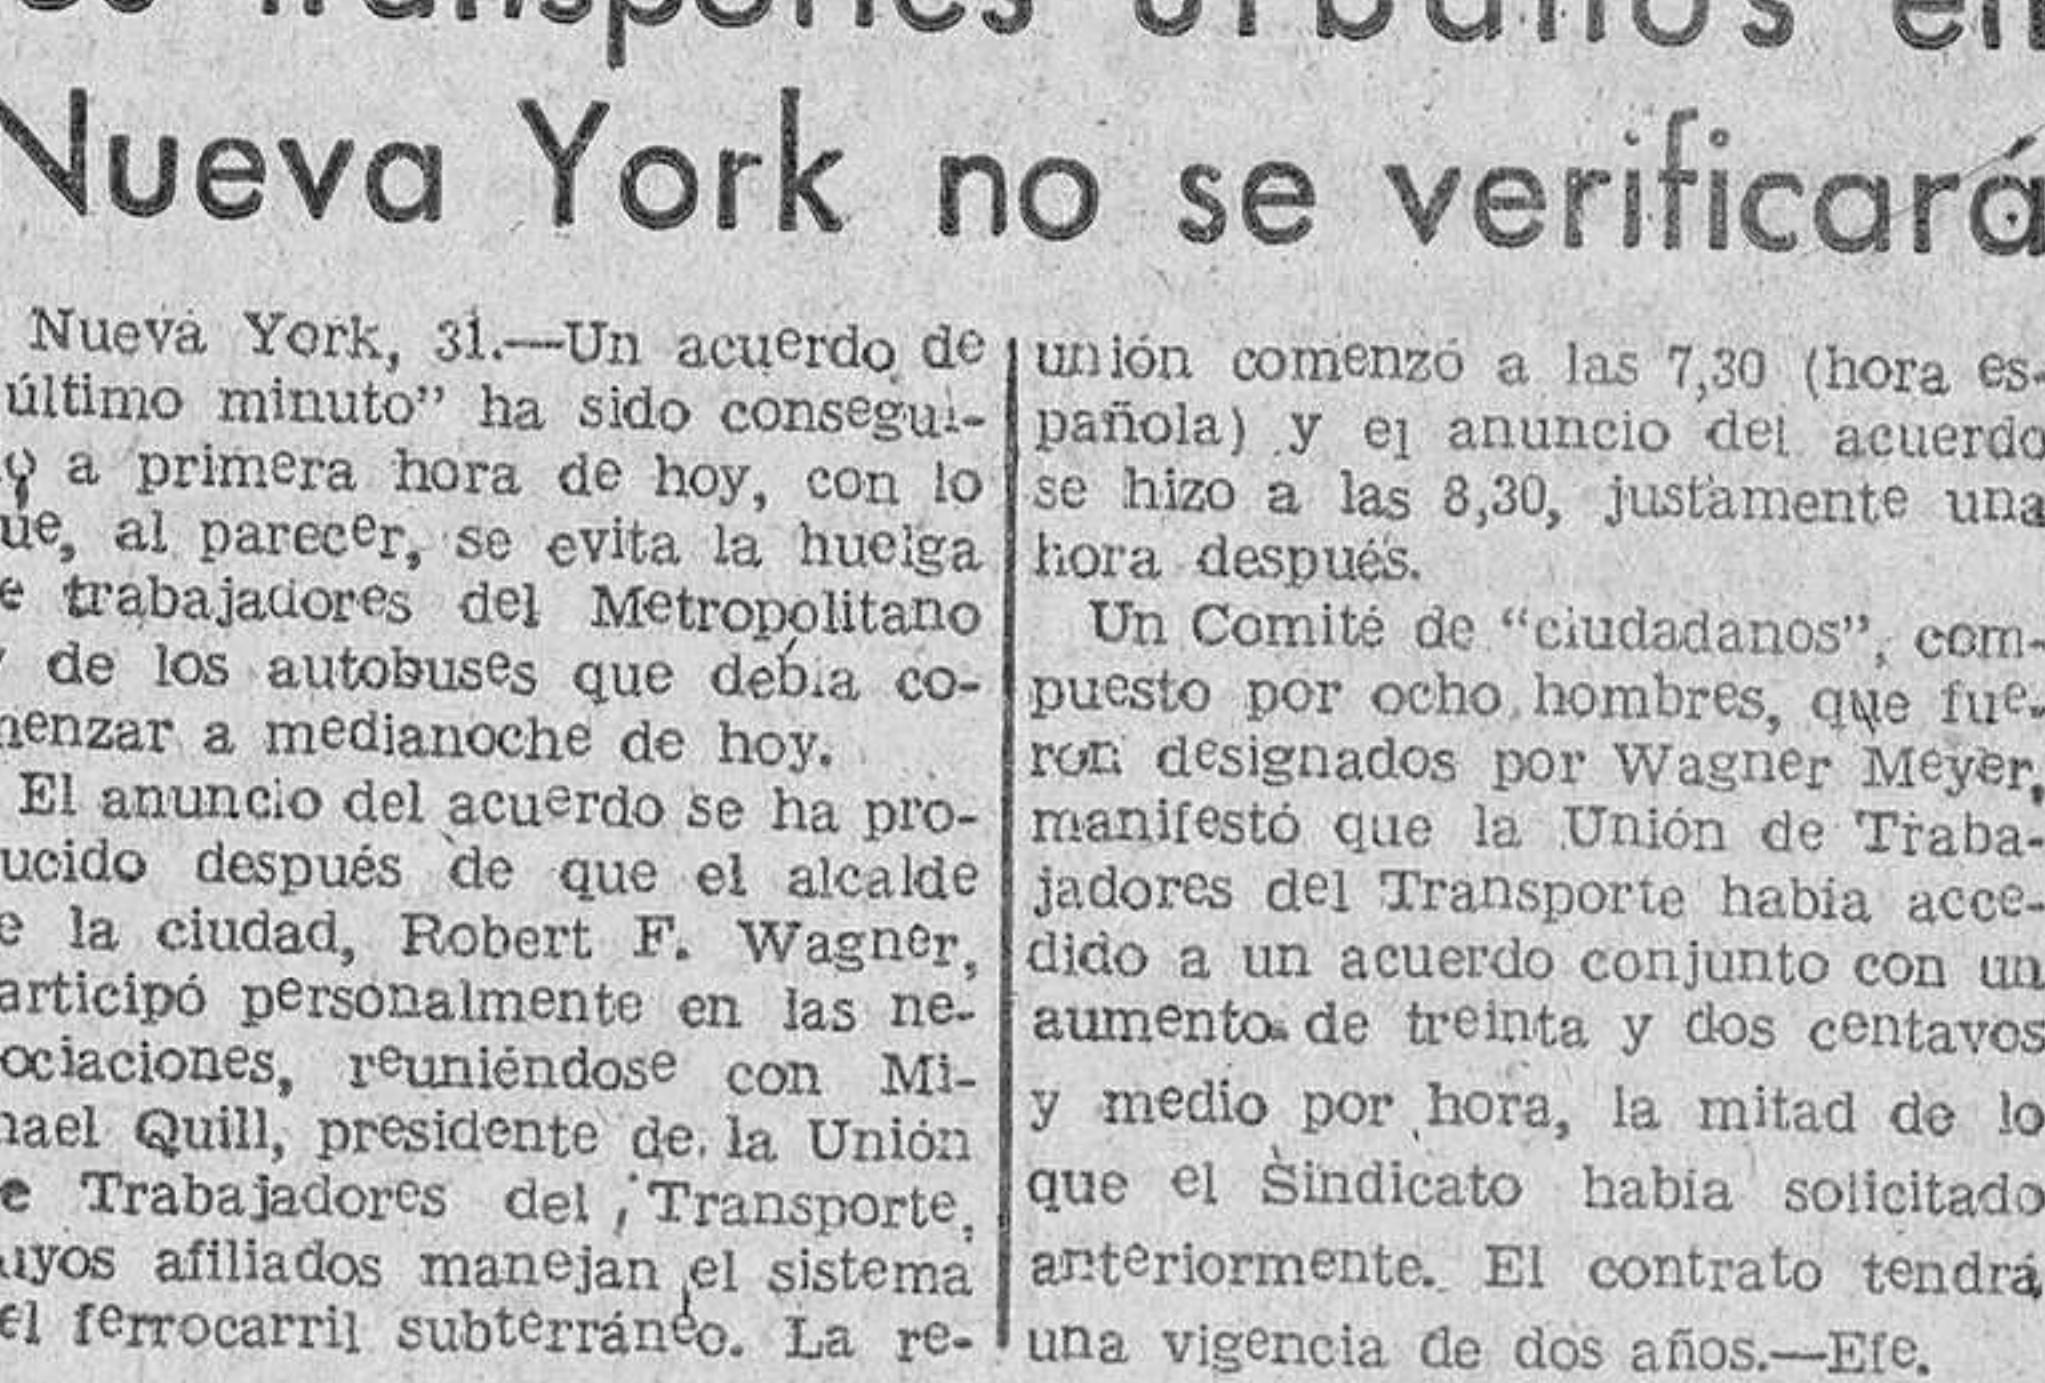 transportes urbanos en
Nueva York no se verificará
Nueva York, 31.—Un acuerdo de
último minuto” ha sido consegui-
a primera hora de hoy, con lo
ue, al parecer, se evita la huelga
e trabajadores del Metropolitano
y de los autobuses que debía co-
menzar a medianoche de hoy.
El anuncio del acuerdo se ha pro-
ucido después de que el alcalde
e la ciudad, Robert F. Wagner,
articipó personalmente en las ne-
ociaciones, reuniéndose con Mi-
hael Quill, presidente de la Unión
e Trabajadores del Transporte,
uyos afiliados manejan el sistema
el ferrocarril subterráneo. La re-
unión comenzó a las 7,30 (hora es-
pañola) y el anuncio del acuerdo
se hizo a las 8,30, justamente una
hora después.
Un Comité de “ciudadanos”, com-
puesto por ocho hombres, que fue-
ron designados por Wagner Meyer,
manifestó que la Unión de Traba-
jadores del Transporte había acce-
dido a un acuerdo conjunto con un
aumento de treinta y dos centavos
y medio por hora, la mitad de lo
que el Sindicato había solicitado
anteriormente. El contrato tendrá
una vigencia de dos años.—Efe.